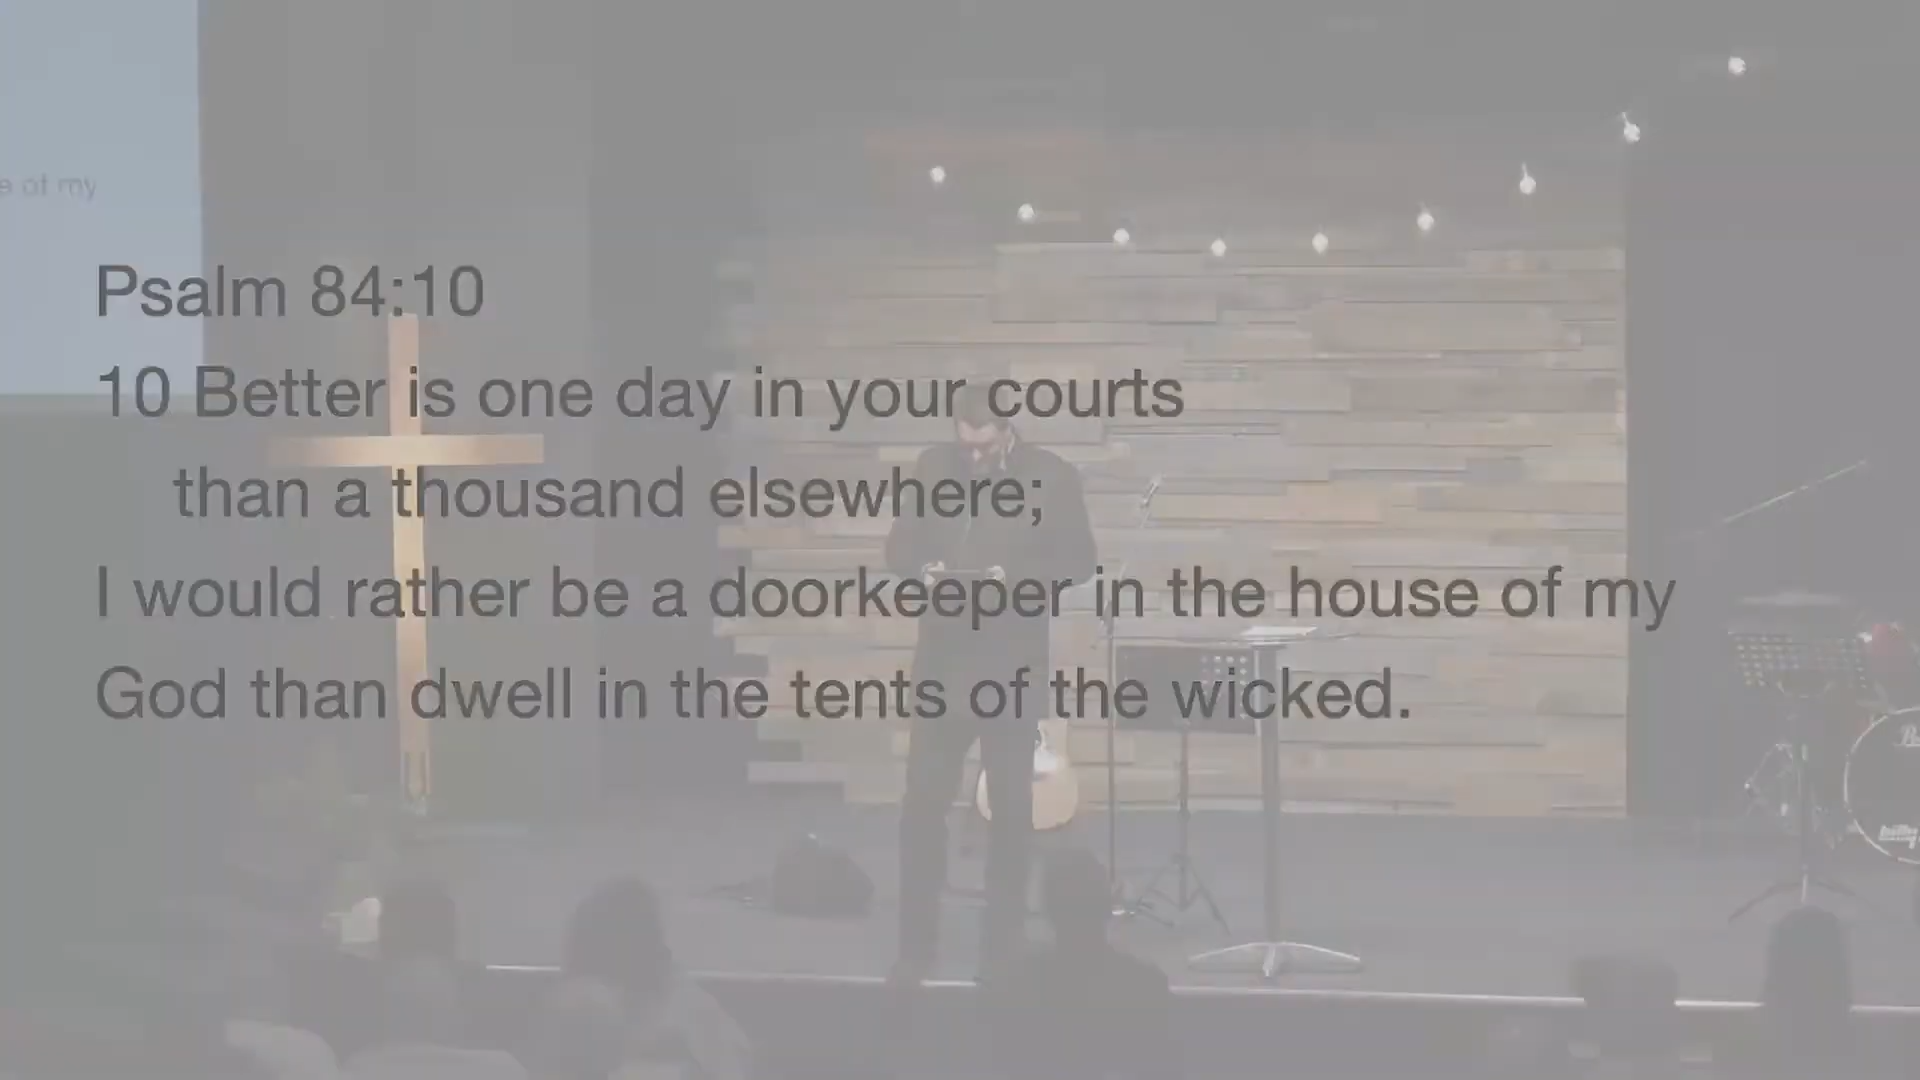 e of my
Psalm 84:10
10 Better is one day in your courts
than a thousand elsewhere;
I would rather be a doorkeeper in the house of my
God than dwell in the tents of the wicked.